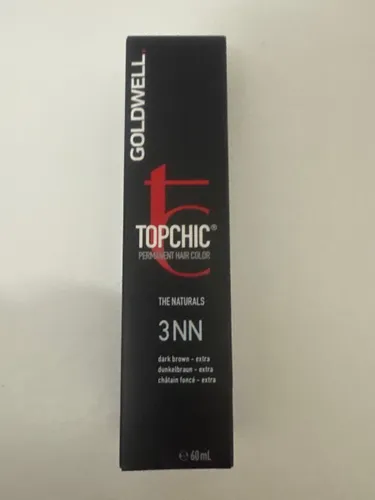 GOLDWELL.
tc
TOPCHIC®
PERMANENT HAIR COLOR
THE NATURALS
3NN
dark brown – extra
dunkelbraun – extra
châtain foncé – extra
℮ 60 mL